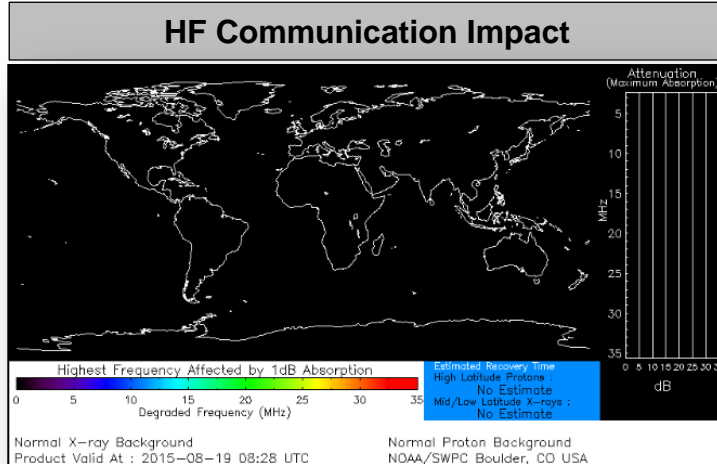 HF Communication Impact
Attenuation
(Maximum Absorption)
5
10
15
20
25
30
35
MHz
0 5 10 15 20 25 30 35
dB
Highest Frequency Affected by 1dB Absorption
0 5 10 15 20 25 30 35
Degraded Frequency (MHz)
Estimated Recovery Time
High Latitude Protons :
No Estimate
Mid/Low Latitude X-rays :
No Estimate
Normal X-ray Background
Product Valid At : 2015-08-19 08:28 UTC
Normal Proton Background
NOAA/SWPC Boulder, CO USA